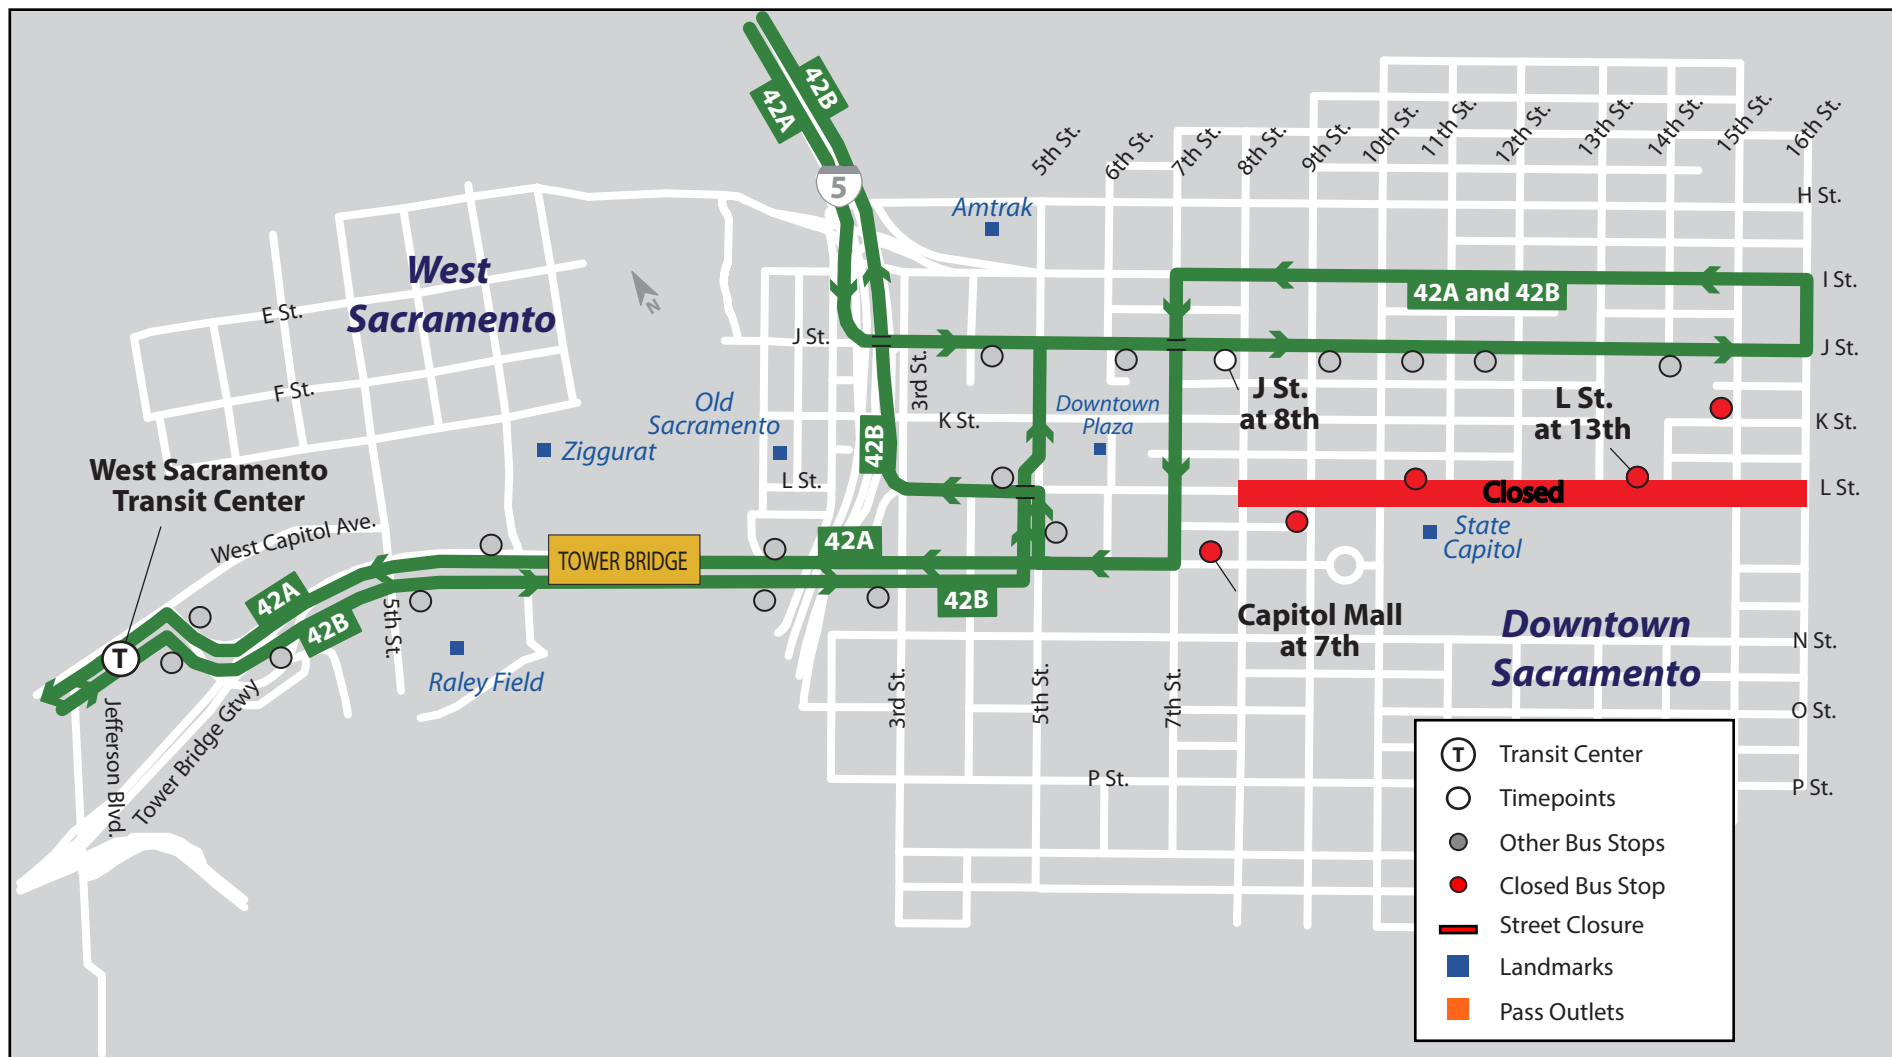 42B
42A
5
5th St.
6th St.
7th St.
8th St.
9th St.
10th St.
11th St.
12th St.
13th St.
14th St.
15th St.
16th St.
H St.
Amtrak
West
Sacramento
N
E St.
I St.
42A and 42B
J St.
J St.
3rd St.
F St.
Old
Sacramento
K St.
Downtown
Plaza
J St.
at 8th
L St.
at 13th
K St.
42B
Ziggurat
West Sacramento
Transit Center
L St.
Closed
L St.
State
Capitol
West Capitol Ave.
42A
TOWER BRIDGE
42A
42B
42B
5th St.
Capitol Mall
at 7th
Downtown
Sacramento
N St.
T
Raley Field
Jefferson Blvd.
Tower Bridge Gtwy
3rd St.
5th St.
7th St.
O St.
P St.
P St.
T Transit Center
Timepoints
Other Bus Stops
Closed Bus Stop
Street Closure
Landmarks
Pass Outlets